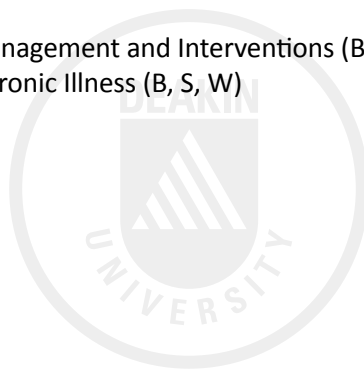 nagement and Interventions (B
ronic Illness (B, S, W)
DEAKIN
UNIVERSITY